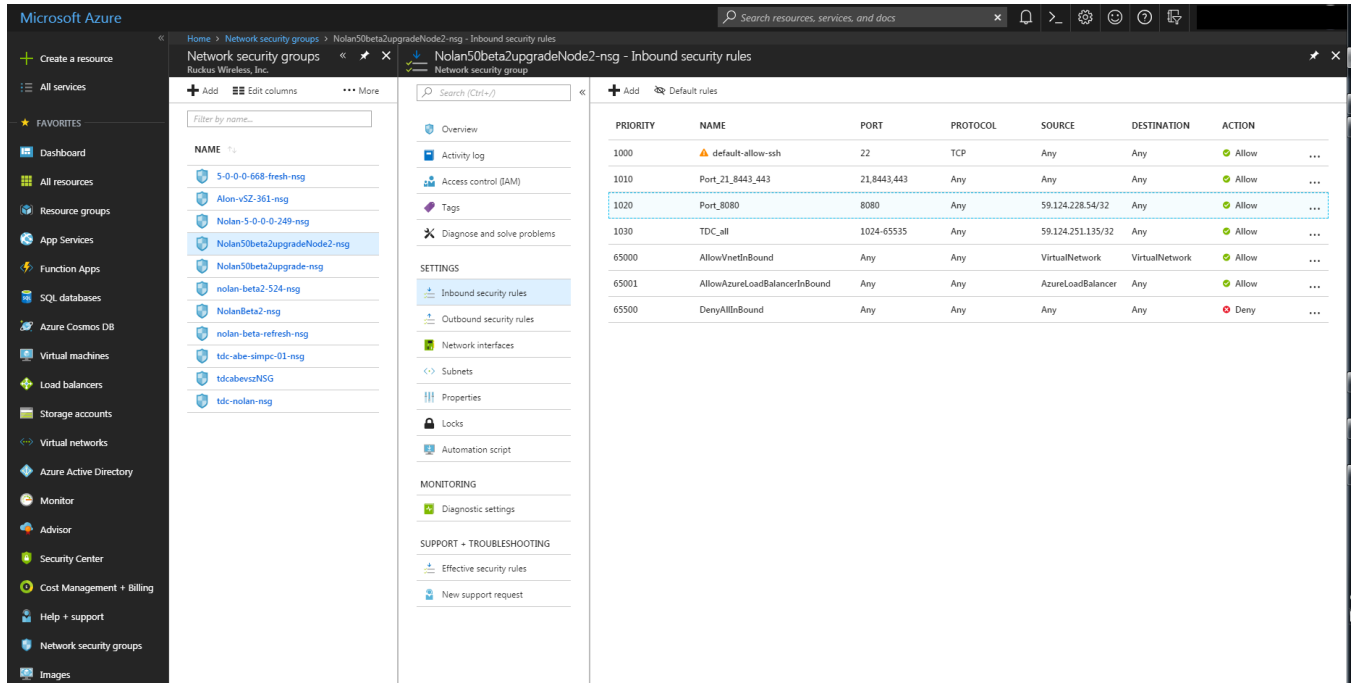 Microsoft Azure
Search resources, services, and docs
Create a resource
All services
FAVORITES
Dashboard
All resources
Resource groups
App Services
Function Apps
SQL databases
Azure Cosmos DB
Virtual machines
Load balancers
Storage accounts
Virtual networks
Azure Active Directory
Monitor
Advisor
Security Center
Cost Management + Billing
Help + support
Network security groups
Images
Home > Network security groups > Nolan50beta2upgradeNode2-nsg - Inbound security rules
Network security groups
Ruckus Wireless, Inc.
Add Edit columns ••• More
Filter by name...
NAME
5-0-0-0-668-fresh-nsg
Alon-vSZ-361-nsg
Nolan-5-0-0-0-249-nsg
Nolan50beta2upgradeNode2-nsg
Nolan50beta2upgrade-nsg
nolan-beta2-524-nsg
NolanBeta2-nsg
nolan-beta-refresh-nsg
tdc-abe-simpc-01-nsg
tdcabevszNSG
tdc-nolan-nsg
Nolan50beta2upgradeNode2-nsg - Inbound security rules
Network security group
Search (Ctrl+/)
Overview
Activity log
Access control (IAM)
Tags
Diagnose and solve problems
SETTINGS
Inbound security rules
Outbound security rules
Network interfaces
Subnets
Properties
Locks
Automation script
MONITORING
Diagnostic settings
SUPPORT + TROUBLESHOOTING
Effective security rules
New support request
Add Default rules
PRIORITY NAME PORT PROTOCOL SOURCE DESTINATION ACTION
1000 default-allow-ssh 22 TCP Any Any Allow ...
1010 Port_21_8443_443 21,8443,443 Any Any Any Allow ...
1020 Port_8080 8080 Any 59.124.228.54/32 Any Allow ...
1030 TDC_all 1024-65535 Any 59.124.251.135/32 Any Allow ...
65000 AllowVnetInBound Any Any VirtualNetwork VirtualNetwork Allow ...
65001 AllowAzureLoadBalancerInBound Any Any AzureLoadBalancer Any Allow ...
65500 DenyAllInBound Any Any Any Any Deny ...